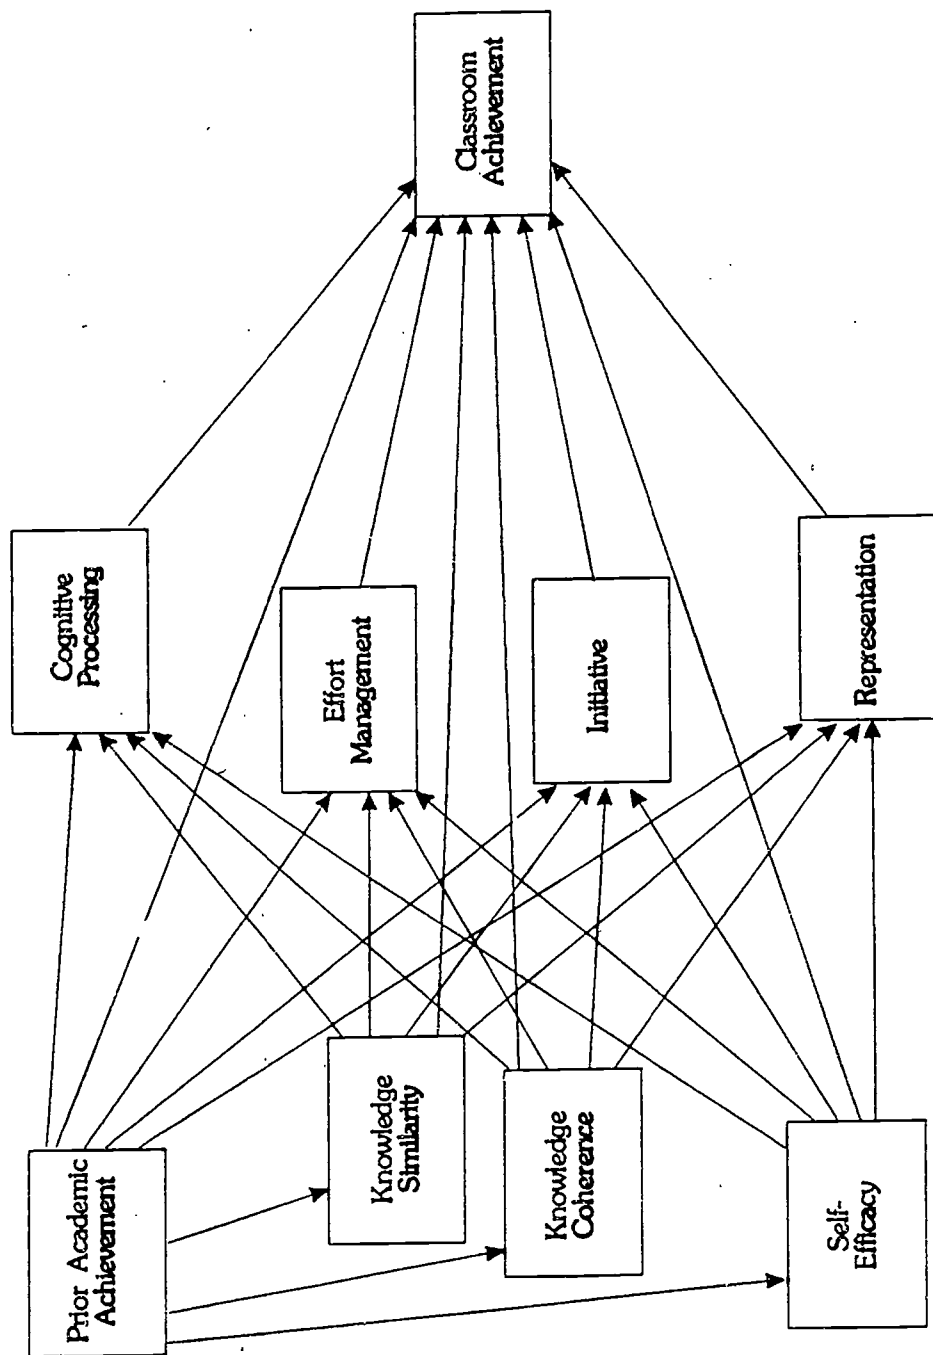 Prior Academic
Achievement
Knowledge
Similarity
Knowledge
Coherence
Self-
Efficacy
Cognitive
Processing
Effort
Management
Initiative
Representation
Classroom
Achievement